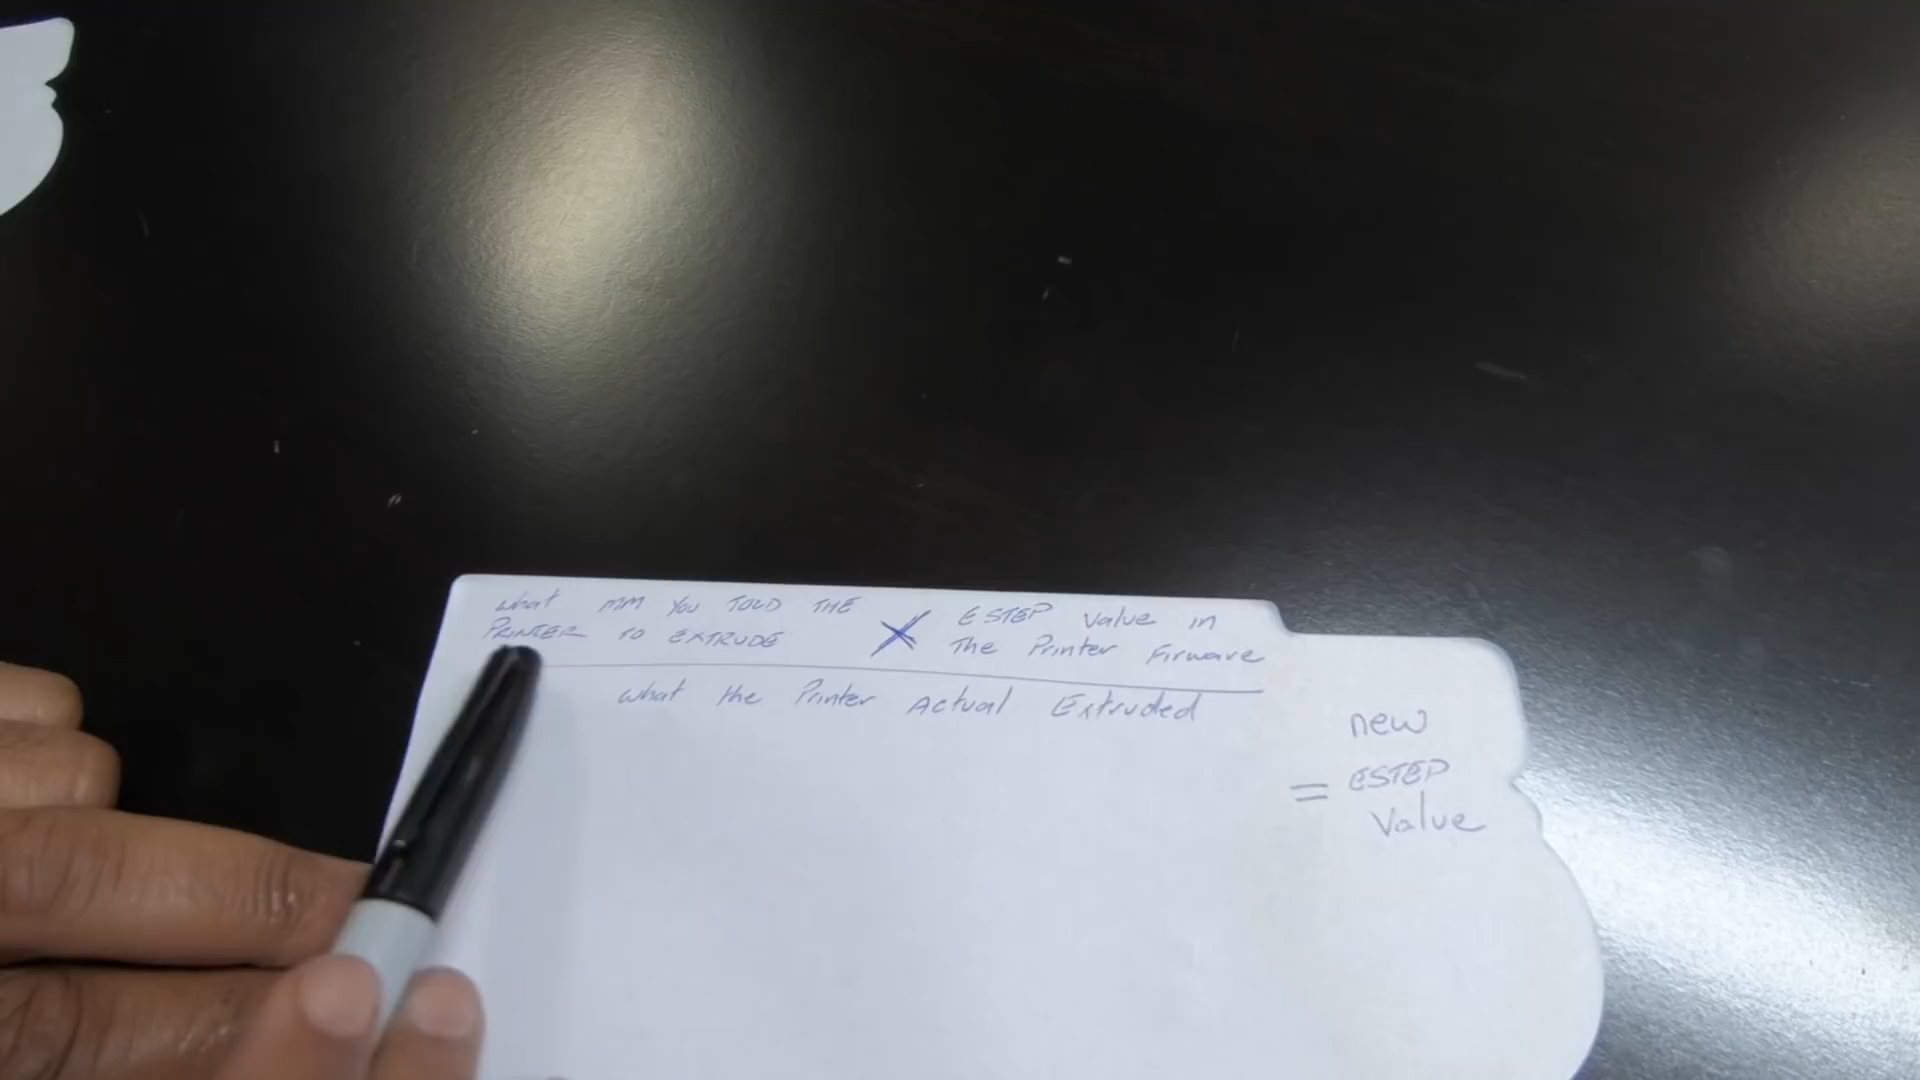 what mm you TOLD THE
PRINTER TO EXTRUDE
X
ESTEP value in
The Printer Firwave
what the Printer Actual Extruded
= new
ESTEP
Value